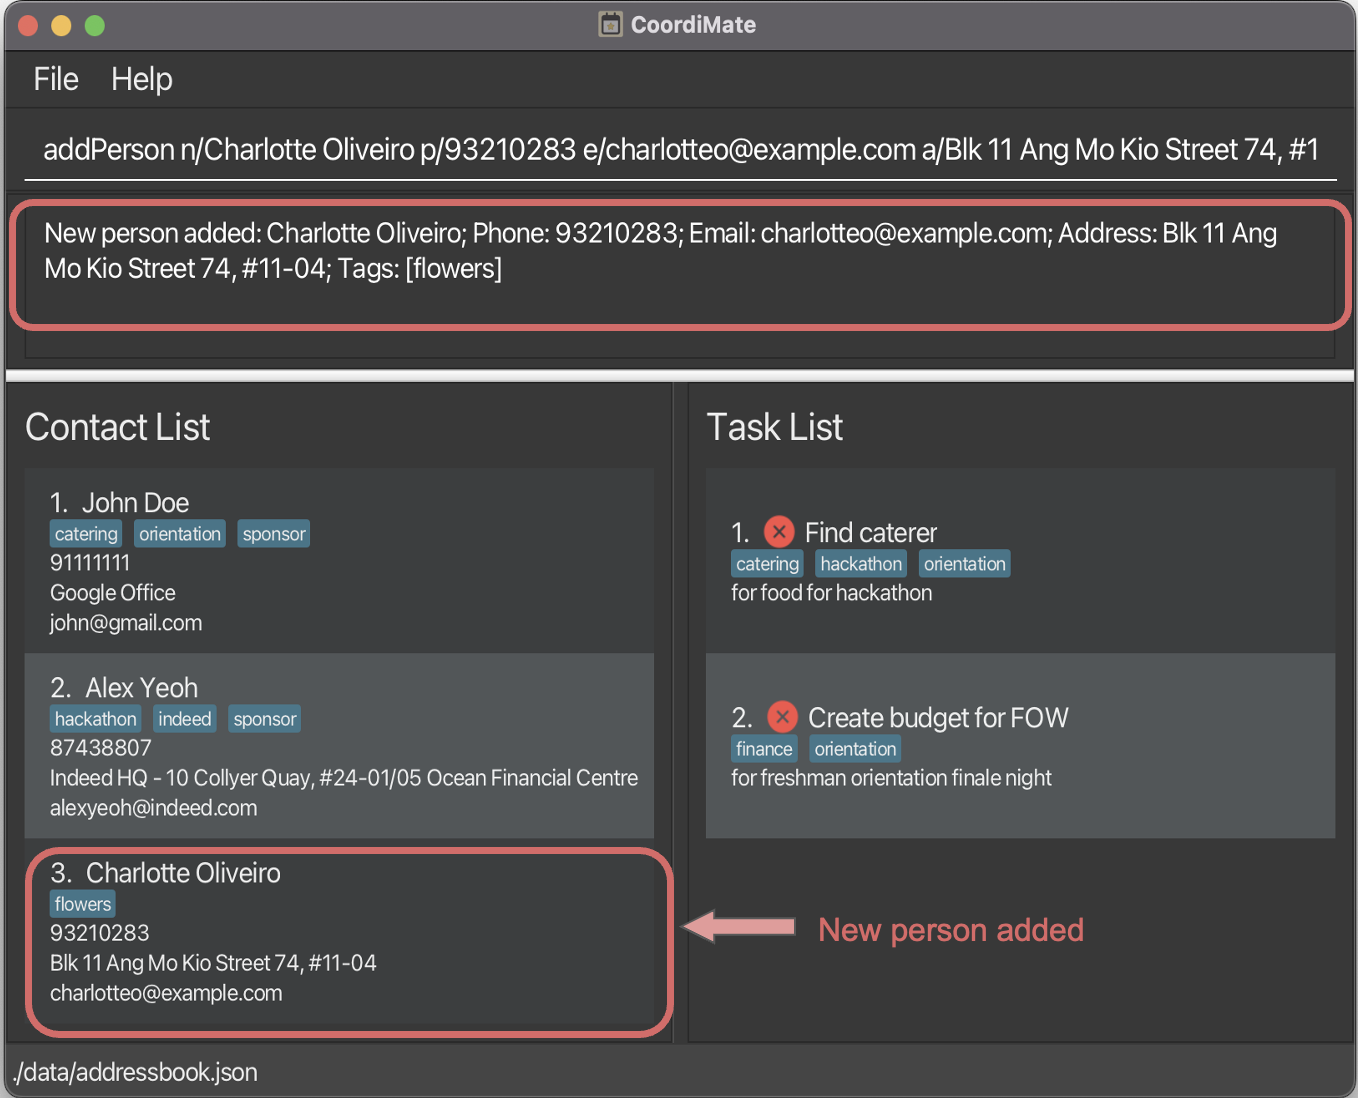 CoordiMate
File Help
addPerson n/Charlotte Oliveiro p/93210283 e/charlotteo@example.com a/Blk 11 Ang Mo Kio Street 74, #1
New person added: Charlotte Oliveiro; Phone: 93210283; Email: charlotteo@example.com; Address: Blk 11 Ang
Mo Kio Street 74, #11-04; Tags: [flowers]
Contact List
1. John Doe
catering orientation sponsor
91111111
Google Office
john@gmail.com
2. Alex Yeoh
hackathon indeed sponsor
87438807
Indeed HQ - 10 Collyer Quay, #24-01/05 Ocean Financial Centre
alexyeoh@indeed.com
3. Charlotte Oliveiro
flowers
93210283
Blk 11 Ang Mo Kio Street 74, #11-04
charlotteo@example.com
New person added
Task List
1. Find caterer
catering hackathon orientation
for food for hackathon
2. Create budget for FOW
finance orientation
for freshman orientation finale night
./data/addressbook.json